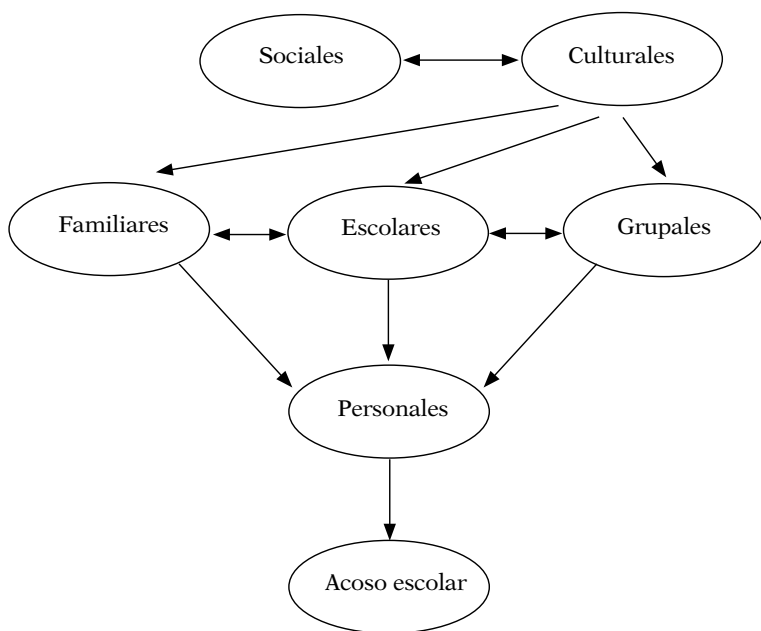 Sociales
Culturales
Familiares
Escolares
Grupales
Personales
Acoso escolar